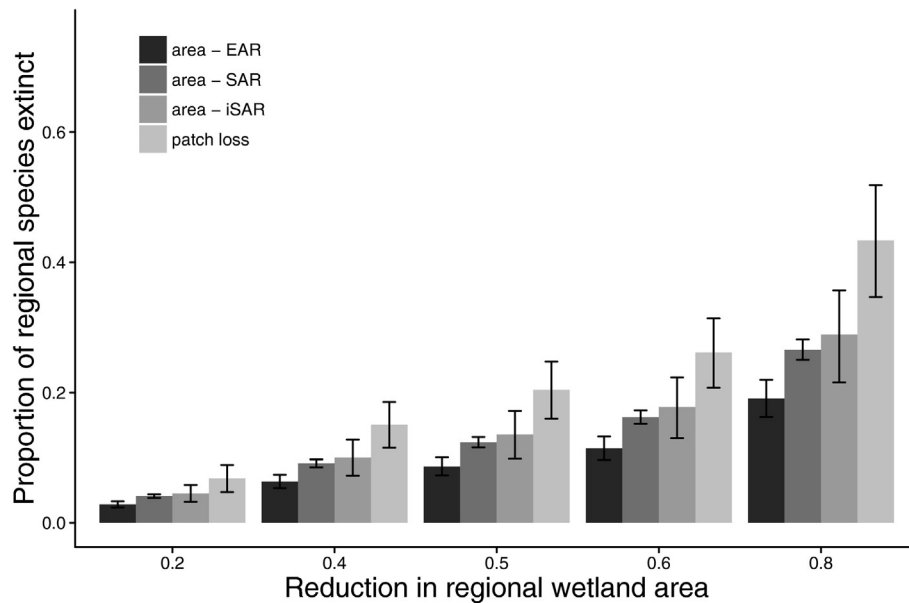 Proportion of regional species extinct
area – EAR
area – SAR
area – iSAR
patch loss
0.6
0.4
0.2
0.0
0.2
0.4
0.5
0.6
0.8
Reduction in regional wetland area